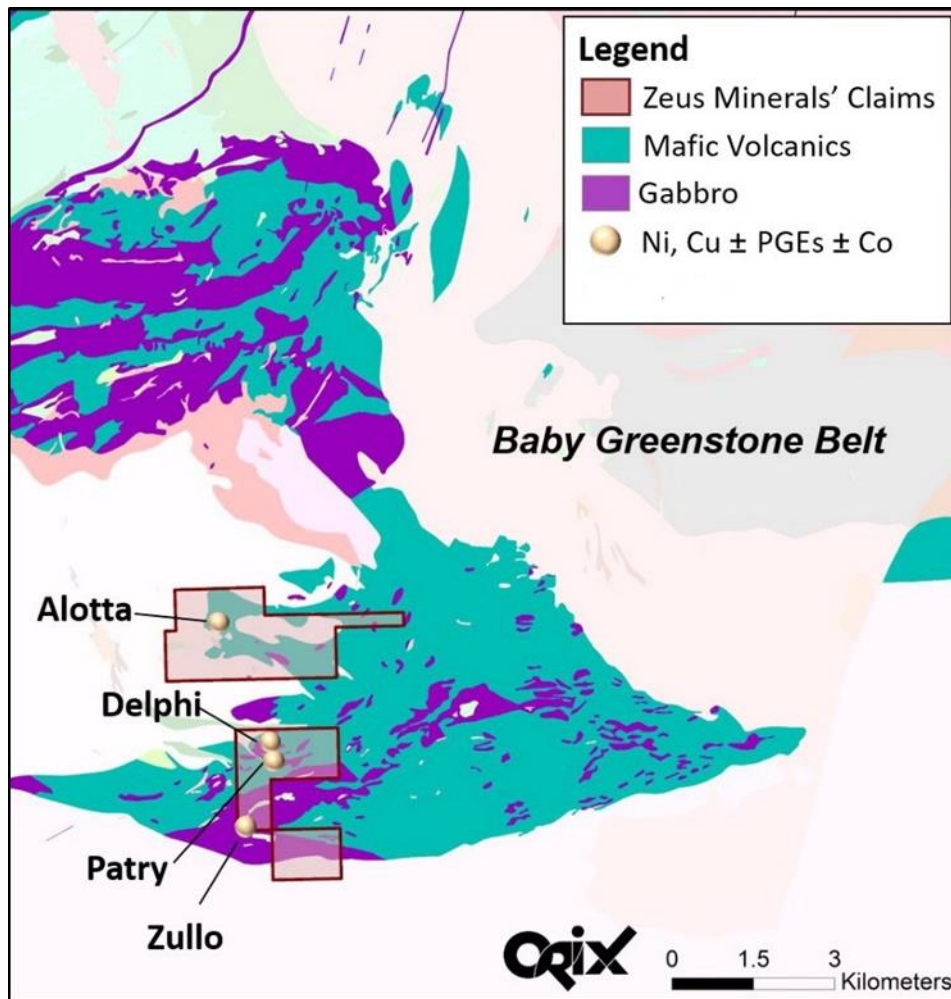 Legend
Zeus Minerals' Claims
Mafic Volcanics
Gabbro
Ni, Cu ± PGEs ± Co
Baby Greenstone Belt
Alotta
Delphi
Patry
Zullo
Orix
0 1.5 3
Kilometers